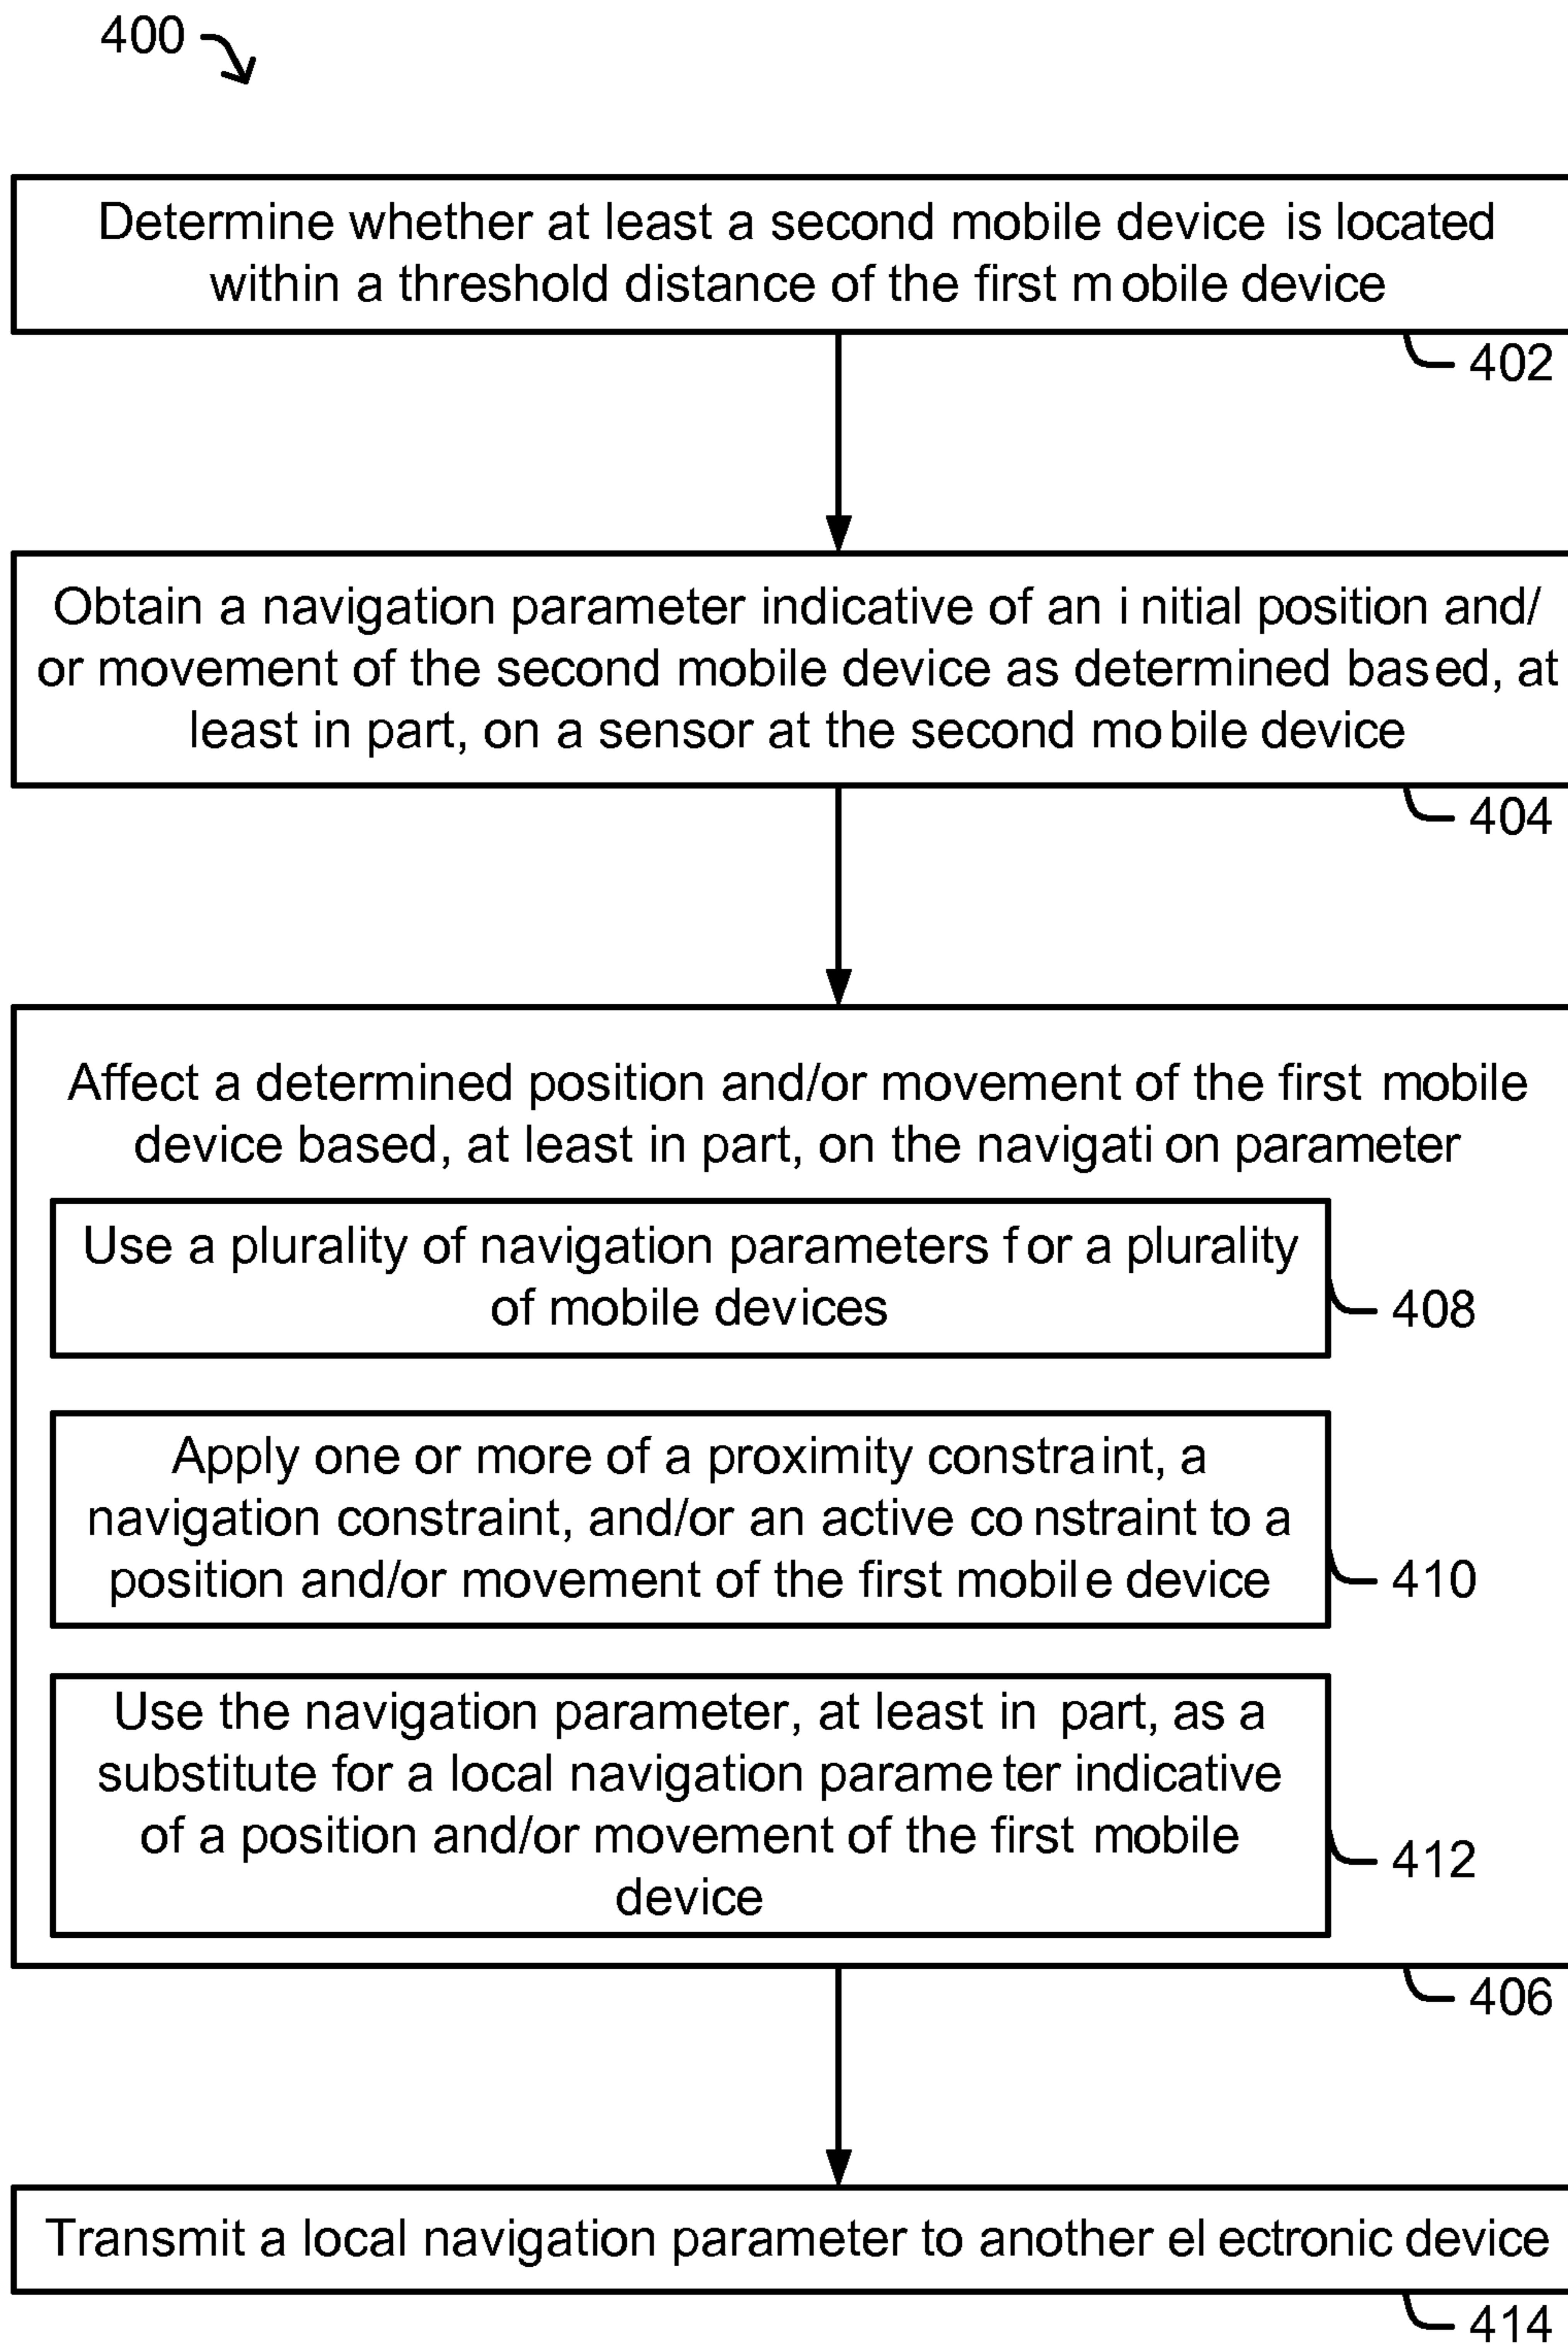 400
Determine whether at least a second mobile device is located
within a threshold distance of the first mobile device
402
Obtain a navigation parameter indicative of an initial position and/
or movement of the second mobile device as determined based, at
least in part, on a sensor at the second mobile device
404
Affect a determined position and/or movement of the first mobile
device based, at least in part, on the navigation parameter
Use a plurality of navigation parameters for a plurality
of mobile devices
408
Apply one or more of a proximity constraint, a
navigation constraint, and/or an active constraint to a
position and/or movement of the first mobile device
410
Use the navigation parameter, at least in part, as a
substitute for a local navigation parameter indicative
of a position and/or movement of the first mobile
device
412
406
Transmit a local navigation parameter to another electronic device
414